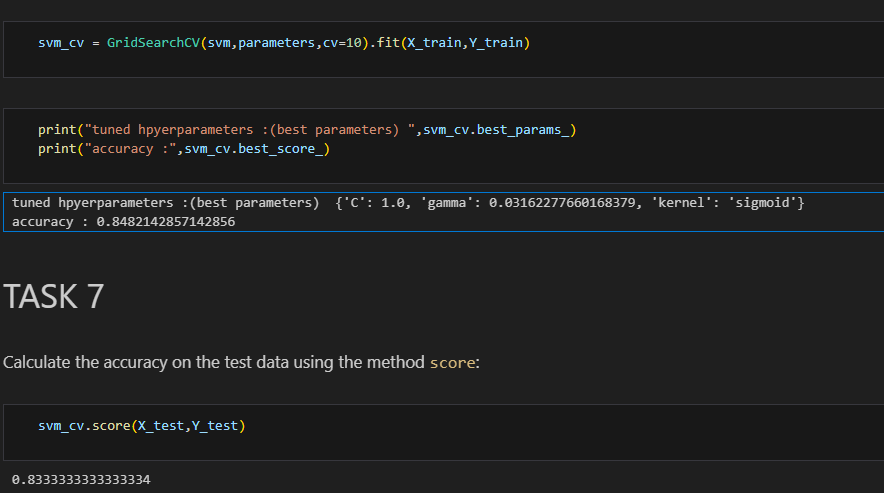 svm_cv = GridSearchCV(svm,parameters,cv=10).fit(X_train,Y_train)
print("tuned hpyerparameters :(best parameters) ",svm_cv.best_params_)
print("accuracy :",svm_cv.best_score_)
tuned hpyerparameters :(best parameters)  {'C': 1.0, 'gamma': 0.03162277660168379, 'kernel': 'sigmoid'}
accuracy : 0.8482142857142856
TASK 7
Calculate the accuracy on the test data using the method score:
svm_cv.score(X_test,Y_test)
0.8333333333333334